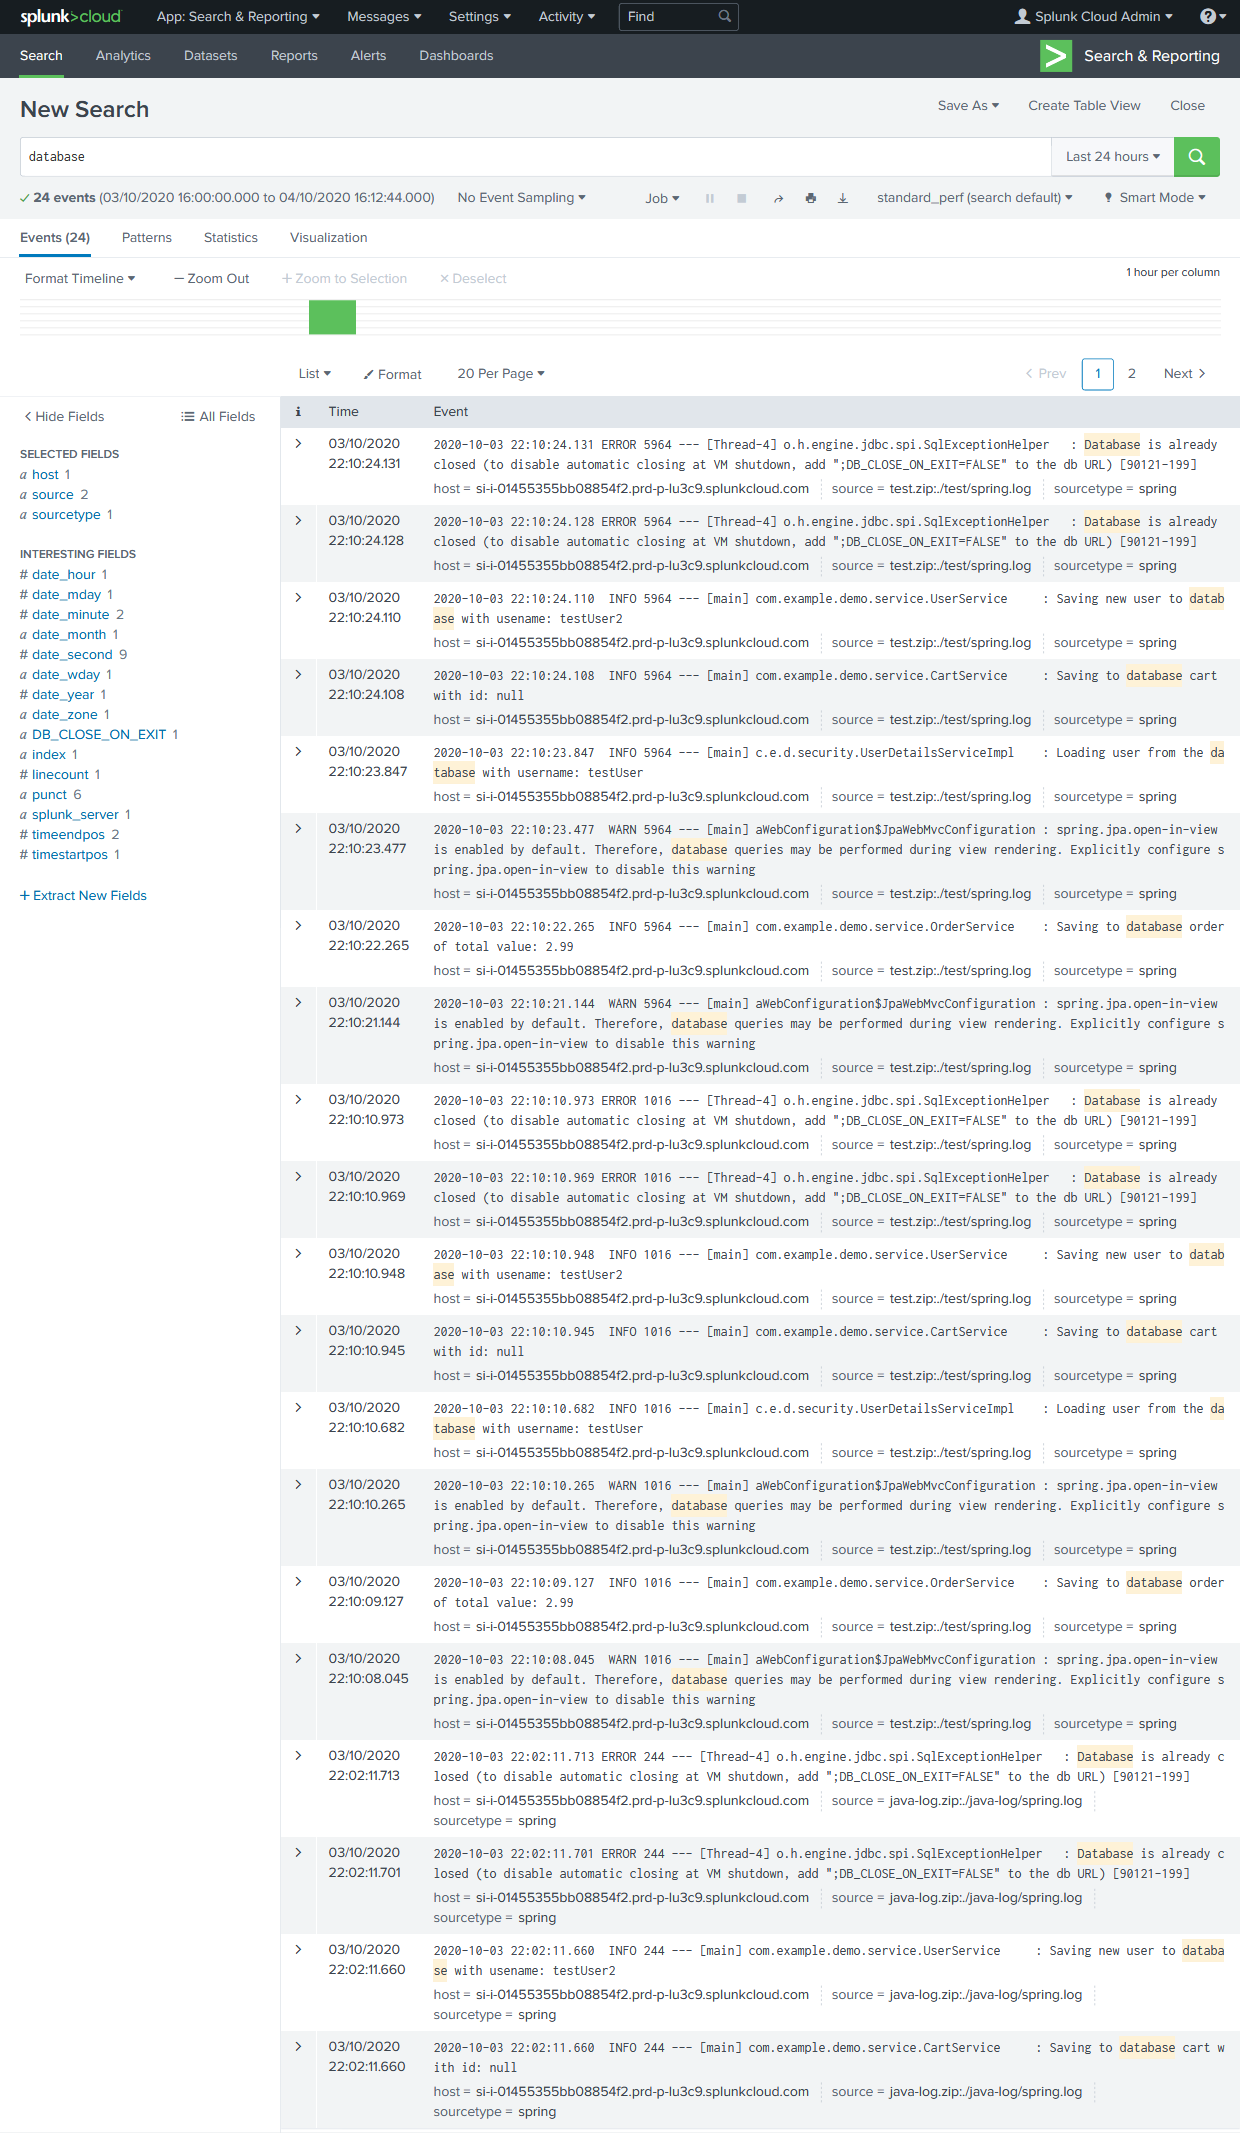 splunk>cloud App: Search & Reporting Messages Settings Activity Find Splunk Cloud Admin ?
Search Analytics Datasets Reports Alerts Dashboards > Search & Reporting
New Search Save As Create Table View Close
database Last 24 hours
24 events (03/10/2020 16:00:00.000 to 04/10/2020 16:12:44.000) No Event Sampling Job standard_perf (search default) Smart Mode
Events (24) Patterns Statistics Visualization
Format Timeline — Zoom Out + Zoom to Selection × Deselect 1 hour per column
List Format 20 Per Page < Prev 1 2 Next >
< Hide Fields All Fields
SELECTED FIELDS
a host 1
a source 2
a sourcetype 1
INTERESTING FIELDS
# date_hour 1
# date_mday 1
# date_minute 2
a date_month 1
# date_second 9
a date_wday 1
# date_year 1
a date_zone 1
a DB_CLOSE_ON_EXIT 1
a index 1
# linecount 1
a punct 6
a splunk_server 1
# timeendpos 2
# timestartpos 1
+ Extract New Fields
i Time Event
> 03/10/2020 2020-10-03 22:10:24.131 ERROR 5964 --- [Thread-4] o.h.engine.jdbc.spi.SqlExceptionHelper : Database is already
22:10:24.131 closed (to disable automatic closing at VM shutdown, add ";DB_CLOSE_ON_EXIT=FALSE" to the db URL) [90121-199]
host = si-i-01455355bb08854f2.prd-p-lu3c9.splunkcloud.com source = test.zip:./test/spring.log sourcetype = spring
> 03/10/2020 2020-10-03 22:10:24.128 ERROR 5964 --- [Thread-4] o.h.engine.jdbc.spi.SqlExceptionHelper : Database is already
22:10:24.128 closed (to disable automatic closing at VM shutdown, add ";DB_CLOSE_ON_EXIT=FALSE" to the db URL) [90121-199]
host = si-i-01455355bb08854f2.prd-p-lu3c9.splunkcloud.com source = test.zip:./test/spring.log sourcetype = spring
> 03/10/2020 2020-10-03 22:10:24.110 INFO 5964 --- [main] com.example.demo.service.UserService : Saving new user to datab
22:10:24.110 ase with usename: testUser2
host = si-i-01455355bb08854f2.prd-p-lu3c9.splunkcloud.com source = test.zip:./test/spring.log sourcetype = spring
> 03/10/2020 2020-10-03 22:10:24.108 INFO 5964 --- [main] com.example.demo.service.CartService : Saving to database cart
22:10:24.108 with id: null
host = si-i-01455355bb08854f2.prd-p-lu3c9.splunkcloud.com source = test.zip:./test/spring.log sourcetype = spring
> 03/10/2020 2020-10-03 22:10:23.847 INFO 5964 --- [main] c.e.d.security.UserDetailsServiceImpl : Loading user from the da
22:10:23.847 tabase with username: testUser
host = si-i-01455355bb08854f2.prd-p-lu3c9.splunkcloud.com source = test.zip:./test/spring.log sourcetype = spring
> 03/10/2020 2020-10-03 22:10:23.477 WARN 5964 --- [main] aWebConfiguration$JpaWebMvcConfiguration : spring.jpa.open-in-view
22:10:23.477 is enabled by default. Therefore, database queries may be performed during view rendering. Explicitly configure s
pring.jpa.open-in-view to disable this warning
host = si-i-01455355bb08854f2.prd-p-lu3c9.splunkcloud.com source = test.zip:./test/spring.log sourcetype = spring
> 03/10/2020 2020-10-03 22:10:22.265 INFO 5964 --- [main] com.example.demo.service.OrderService : Saving to database order
22:10:22.265 of total value: 2.99
host = si-i-01455355bb08854f2.prd-p-lu3c9.splunkcloud.com source = test.zip:./test/spring.log sourcetype = spring
> 03/10/2020 2020-10-03 22:10:21.144 WARN 5964 --- [main] aWebConfiguration$JpaWebMvcConfiguration : spring.jpa.open-in-view
22:10:21.144 is enabled by default. Therefore, database queries may be performed during view rendering. Explicitly configure s
pring.jpa.open-in-view to disable this warning
host = si-i-01455355bb08854f2.prd-p-lu3c9.splunkcloud.com source = test.zip:./test/spring.log sourcetype = spring
> 03/10/2020 2020-10-03 22:10:10.973 ERROR 1016 --- [Thread-4] o.h.engine.jdbc.spi.SqlExceptionHelper : Database is already
22:10:10.973 closed (to disable automatic closing at VM shutdown, add ";DB_CLOSE_ON_EXIT=FALSE" to the db URL) [90121-199]
host = si-i-01455355bb08854f2.prd-p-lu3c9.splunkcloud.com source = test.zip:./test/spring.log sourcetype = spring
> 03/10/2020 2020-10-03 22:10:10.969 ERROR 1016 --- [Thread-4] o.h.engine.jdbc.spi.SqlExceptionHelper : Database is already
22:10:10.969 closed (to disable automatic closing at VM shutdown, add ";DB_CLOSE_ON_EXIT=FALSE" to the db URL) [90121-199]
host = si-i-01455355bb08854f2.prd-p-lu3c9.splunkcloud.com source = test.zip:./test/spring.log sourcetype = spring
> 03/10/2020 2020-10-03 22:10:10.948 INFO 1016 --- [main] com.example.demo.service.UserService : Saving new user to datab
22:10:10.948 ase with usename: testUser2
host = si-i-01455355bb08854f2.prd-p-lu3c9.splunkcloud.com source = test.zip:./test/spring.log sourcetype = spring
> 03/10/2020 2020-10-03 22:10:10.945 INFO 1016 --- [main] com.example.demo.service.CartService : Saving to database cart
22:10:10.945 with id: null
host = si-i-01455355bb08854f2.prd-p-lu3c9.splunkcloud.com source = test.zip:./test/spring.log sourcetype = spring
> 03/10/2020 2020-10-03 22:10:10.682 INFO 1016 --- [main] c.e.d.security.UserDetailsServiceImpl : Loading user from the da
22:10:10.682 tabase with username: testUser
host = si-i-01455355bb08854f2.prd-p-lu3c9.splunkcloud.com source = test.zip:./test/spring.log sourcetype = spring
> 03/10/2020 2020-10-03 22:10:10.265 WARN 1016 --- [main] aWebConfiguration$JpaWebMvcConfiguration : spring.jpa.open-in-view
22:10:10.265 is enabled by default. Therefore, database queries may be performed during view rendering. Explicitly configure s
pring.jpa.open-in-view to disable this warning
host = si-i-01455355bb08854f2.prd-p-lu3c9.splunkcloud.com source = test.zip:./test/spring.log sourcetype = spring
> 03/10/2020 2020-10-03 22:10:09.127 INFO 1016 --- [main] com.example.demo.service.OrderService : Saving to database order
22:10:09.127 of total value: 2.99
host = si-i-01455355bb08854f2.prd-p-lu3c9.splunkcloud.com source = test.zip:./test/spring.log sourcetype = spring
> 03/10/2020 2020-10-03 22:10:08.045 WARN 1016 --- [main] aWebConfiguration$JpaWebMvcConfiguration : spring.jpa.open-in-view
22:10:08.045 is enabled by default. Therefore, database queries may be performed during view rendering. Explicitly configure s
pring.jpa.open-in-view to disable this warning
host = si-i-01455355bb08854f2.prd-p-lu3c9.splunkcloud.com source = test.zip:./test/spring.log sourcetype = spring
> 03/10/2020 2020-10-03 22:02:11.713 ERROR 244 --- [Thread-4] o.h.engine.jdbc.spi.SqlExceptionHelper : Database is already c
22:02:11.713 losed (to disable automatic closing at VM shutdown, add ";DB_CLOSE_ON_EXIT=FALSE" to the db URL) [90121-199]
host = si-i-01455355bb08854f2.prd-p-lu3c9.splunkcloud.com source = java-log.zip:./java-log/spring.log
sourcetype = spring
> 03/10/2020 2020-10-03 22:02:11.701 ERROR 244 --- [Thread-4] o.h.engine.jdbc.spi.SqlExceptionHelper : Database is already c
22:02:11.701 losed (to disable automatic closing at VM shutdown, add ";DB_CLOSE_ON_EXIT=FALSE" to the db URL) [90121-199]
host = si-i-01455355bb08854f2.prd-p-lu3c9.splunkcloud.com source = java-log.zip:./java-log/spring.log
sourcetype = spring
> 03/10/2020 2020-10-03 22:02:11.660 INFO 244 --- [main] com.example.demo.service.UserService : Saving new user to databa
22:02:11.660 se with usename: testUser2
host = si-i-01455355bb08854f2.prd-p-lu3c9.splunkcloud.com source = java-log.zip:./java-log/spring.log
sourcetype = spring
> 03/10/2020 2020-10-03 22:02:11.660 INFO 244 --- [main] com.example.demo.service.CartService : Saving to database cart w
22:02:11.660 ith id: null
host = si-i-01455355bb08854f2.prd-p-lu3c9.splunkcloud.com source = java-log.zip:./java-log/spring.log
sourcetype = spring